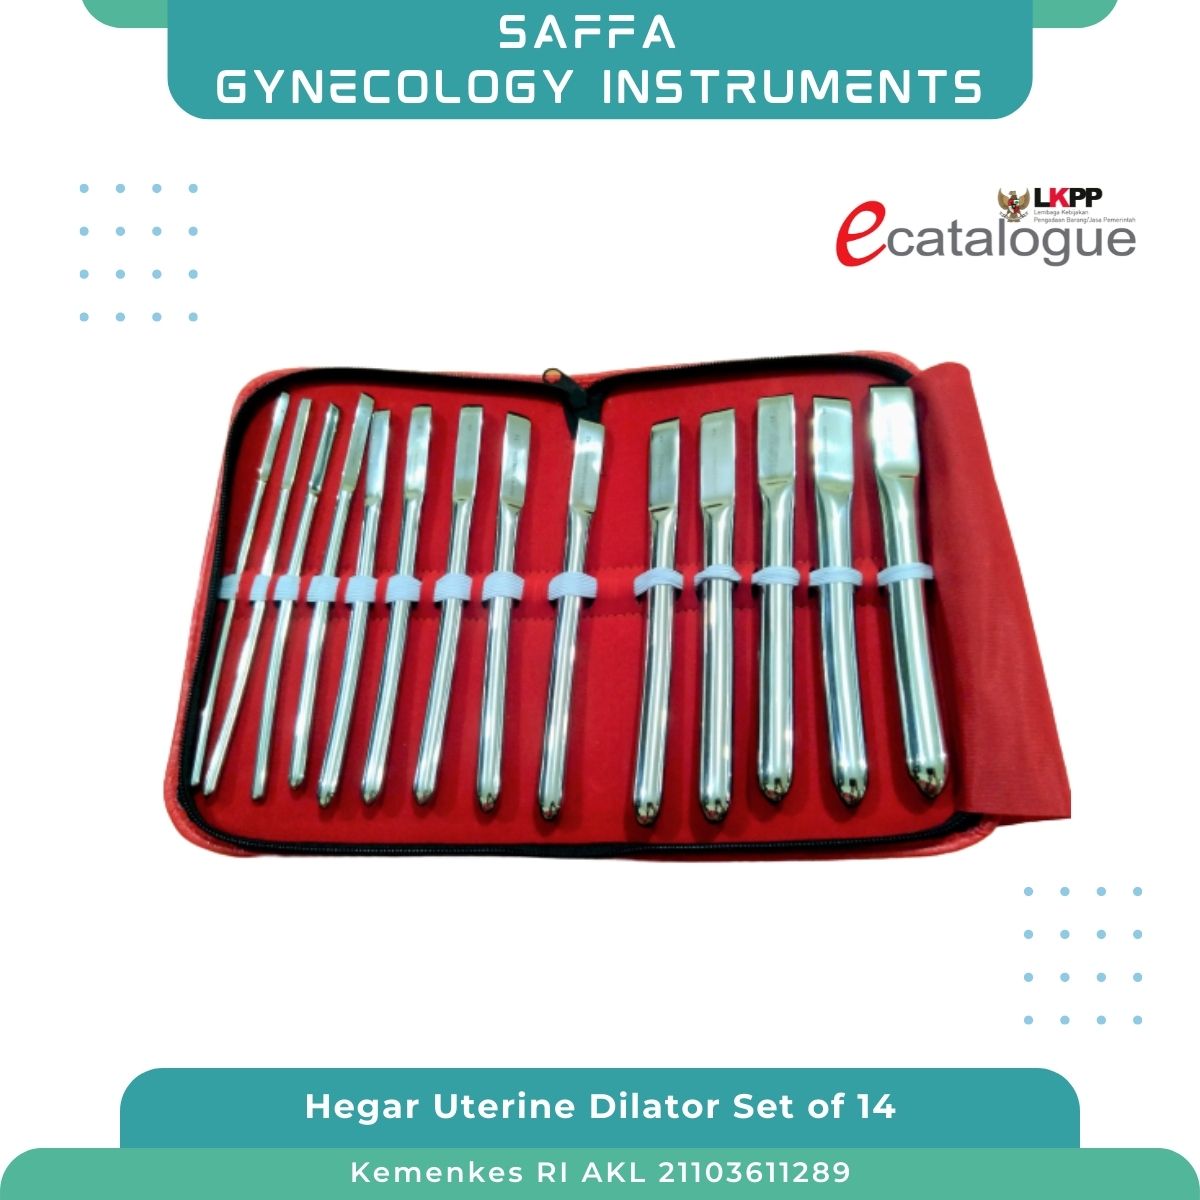 SAFFA
GYNECOLOGY INSTRUMENTS
LKPP
Lembaga Kebijakan
Pengadaan Barang/Jasa Pemerintah
ecatalogue
Hegar Uterine Dilator Set of 14
Kemenkes RI AKL 21103611289